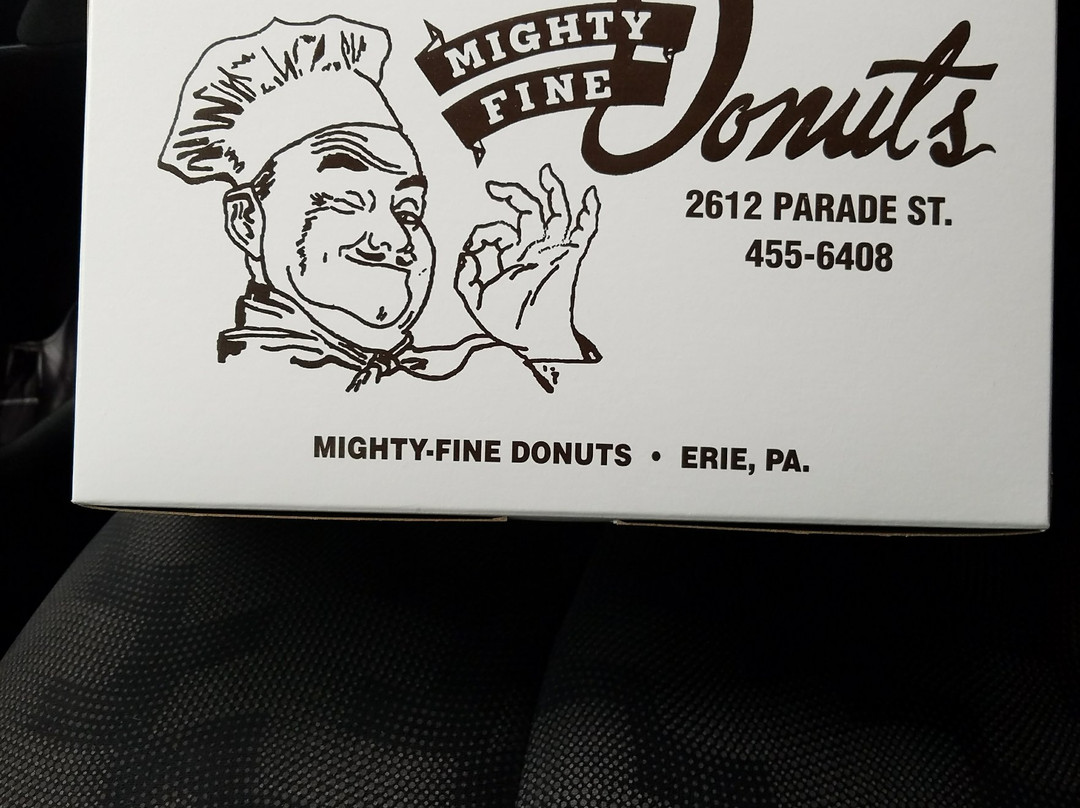 MIGHTY
FINE
Donuts
2612 PARADE ST.
455-6408
MIGHTY-FINE DONUTS • ERIE, PA.